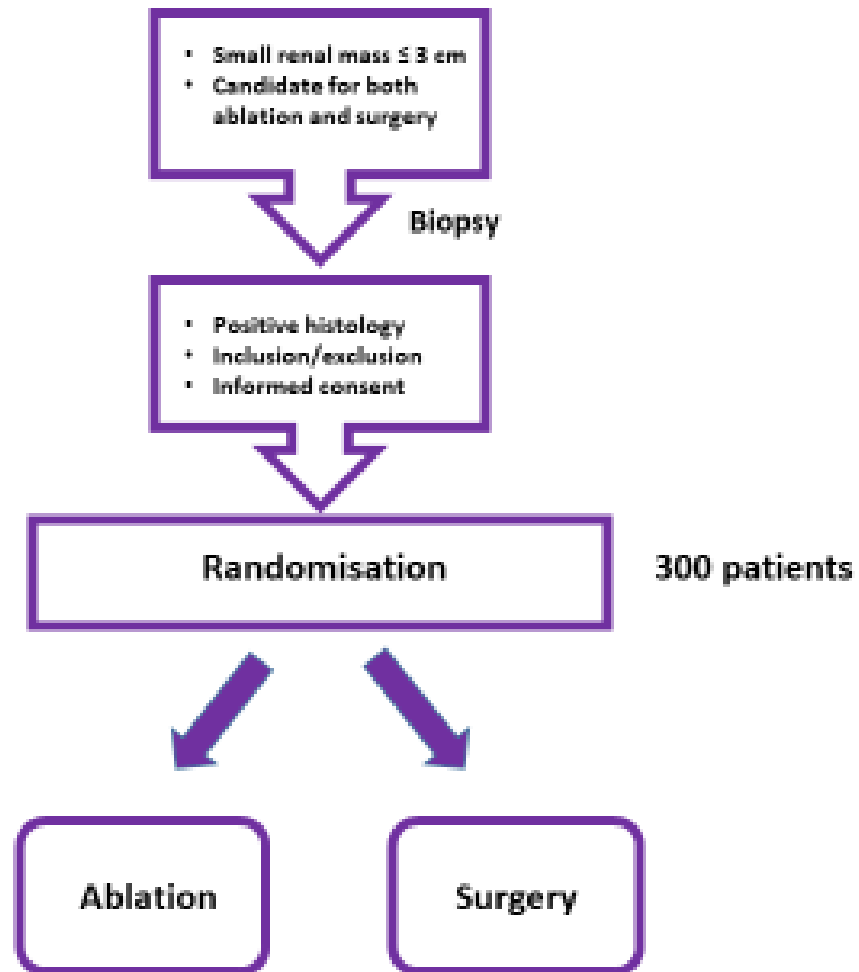 • Small renal mass ≤ 3 cm
• Candidate for both
ablation and surgery
Biopsy
• Positive histology
• Inclusion/exclusion
• Informed consent
Randomisation
300 patients
Ablation
Surgery